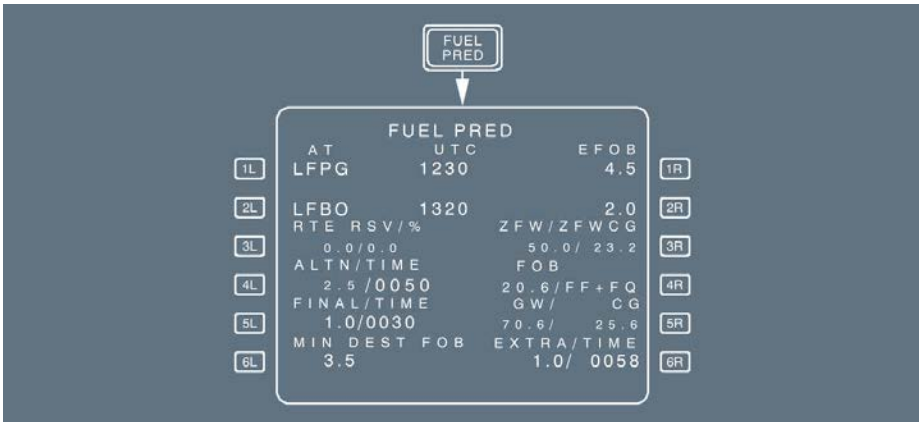 FUEL
PRED
FUEL PRED
AT UTC EFOB
1L LFPG 1230 4.5 1R
2L LFBO 1320 2.0 2R
RTE RSV/% ZFW/ZFWCG
3L 0.0/0.0 50.0/ 23.2 3R
ALTN/TIME FOB
4L 2.5/0050 20.6/FF+FQ 4R
FINAL/TIME GW/ CG
5L 1.0/0030 70.6/ 25.6 5R
MIN DEST FOB EXTRA/TIME
6L 3.5 1.0/ 0058 6R